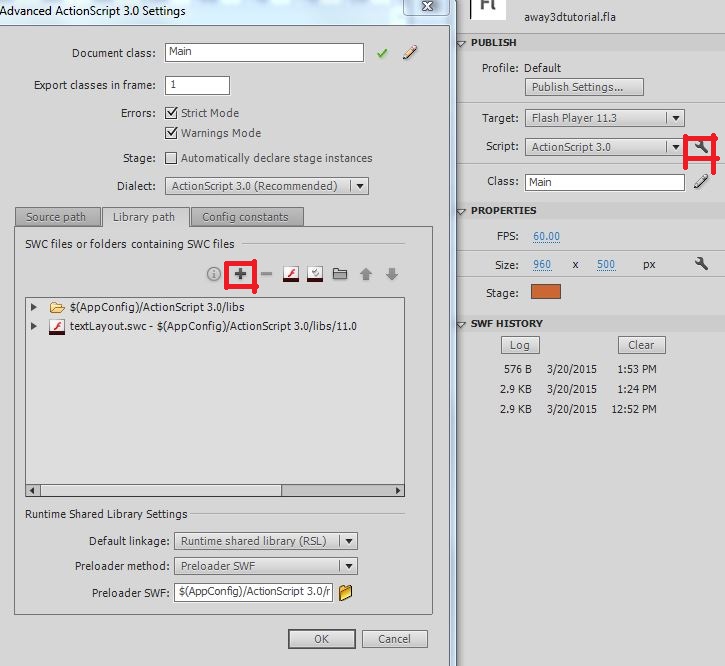 Advanced ActionScript 3.0 Settings
Document class: Main
Export classes in frame: 1
Errors: Strict Mode
Warnings Mode
Stage: Automatically declare stage instances
Dialect: ActionScript 3.0 (Recommended)
Source path Library path Config constants
SWC files or folders containing SWC files
$(AppConfig)/ActionScript 3.0/libs
textLayout.swc - $(AppConfig)/ActionScript 3.0/libs/11.0
Runtime Shared Library Settings
Default linkage: Runtime shared library (RSL)
Preloader method: Preloader SWF
Preloader SWF: $(AppConfig)/ActionScript 3.0/r
OK Cancel
Fl
away3dtutorial.fla
PUBLISH
Profile: Default
Publish Settings...
Target: Flash Player 11.3
Script: ActionScript 3.0
Class: Main
PROPERTIES
FPS: 60.00
Size: 960 x 500 px
Stage:
SWF HISTORY
Log Clear
576 B 3/20/2015 1:53 PM
2.9 KB 3/20/2015 1:24 PM
2.9 KB 3/20/2015 12:52 PM